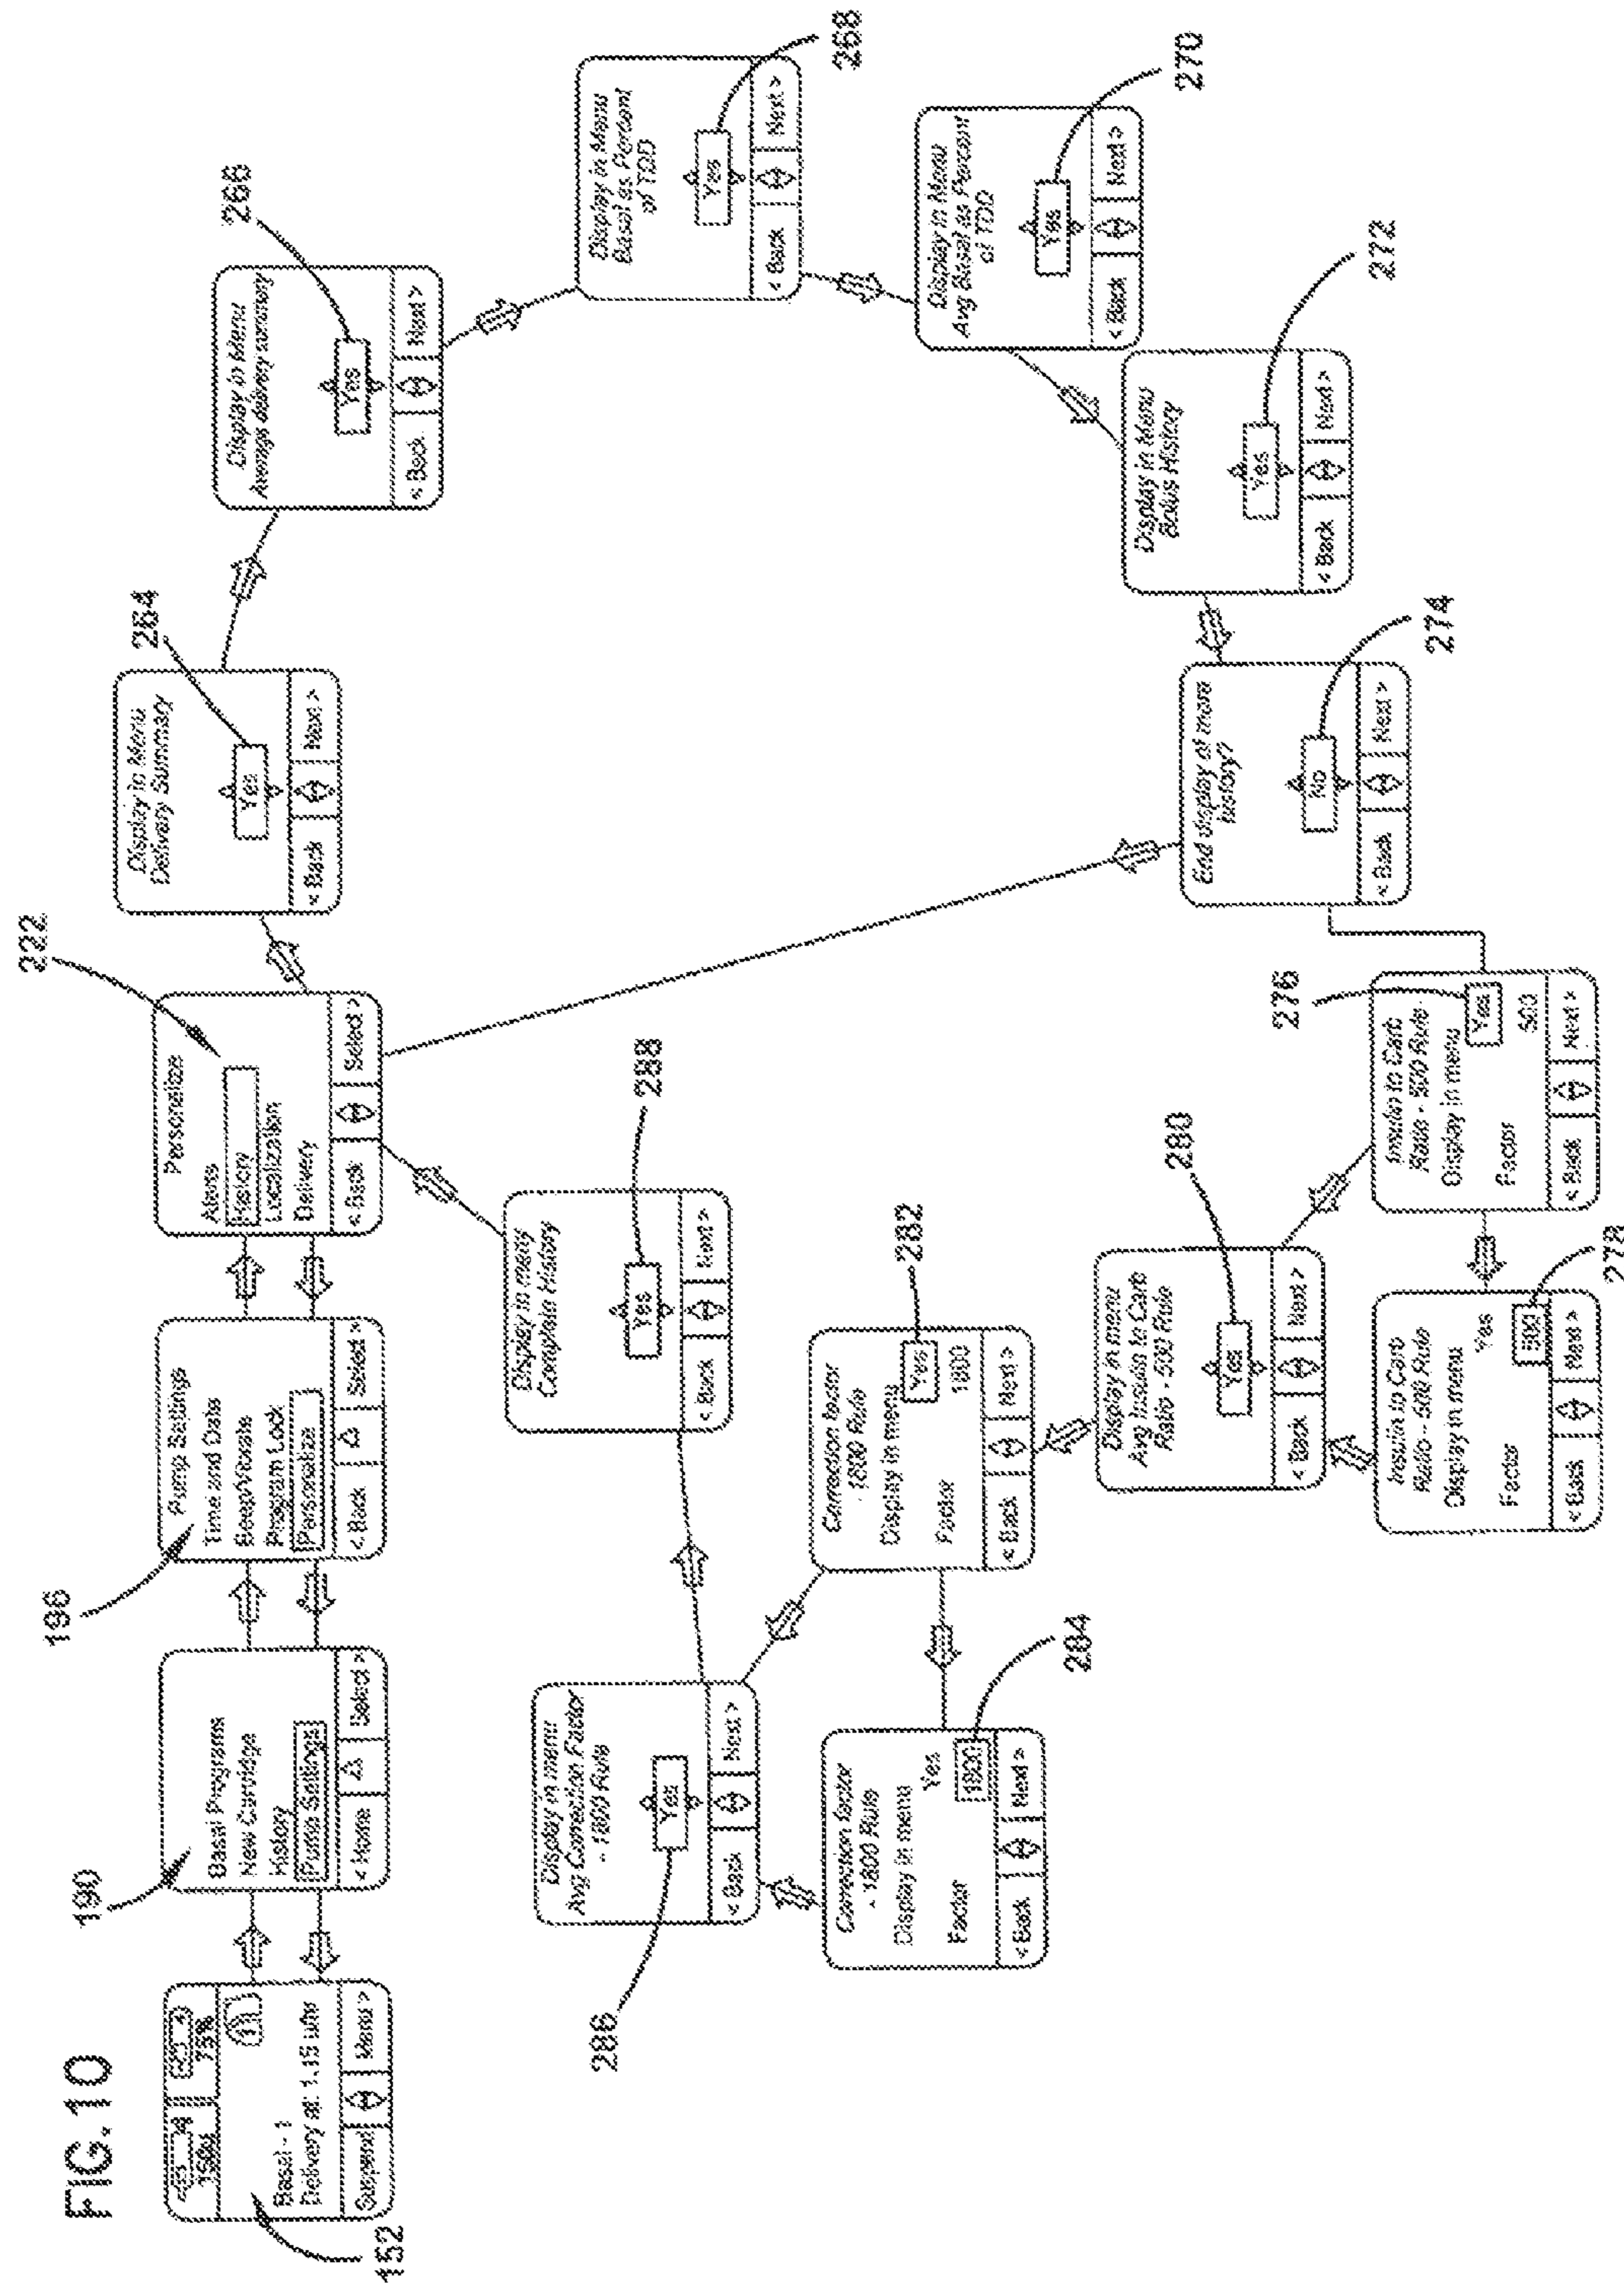 FIG.10
150u
75%
Basal - 1
Delivery at: 1.15 u/hr
Suspend
Menu >
152
Basal Programs
New Cartridge
History
Pump Settings
< Home
Select >
190
Pump Settings
Time and Date
Beep/Vibrate
Program Lock
Personalize
< Back
Select >
196
Personalize
Alerts
History
Localization
Delivery
< Back
Select >
222
Display in Menu
Delivery Summary
Yes
< Back
Next >
264
Display in Menu
Average delivery summary
Yes
< Back
Next >
266
Display in Menu
Basal as Percent
of TDD
Yes
< Back
Next >
268
Display in Menu
Avg Basal as Percent
of TDD
Yes
< Back
Next >
270
Display in Menu
Bolus History
Yes
< Back
Next >
272
End display of more
history?
No
< Back
Next >
274
Insulin to Carb
Ratio - 500 Rule
Display in menu
Yes
Factor
500
< Back
Next >
276
Insulin to Carb
Ratio - 500 Rule
Display in menu
Yes
Factor
500
< Back
Next >
278
Display in menu
Avg Insulin to Carb
Ratio - 500 Rule
Yes
< Back
Next >
280
Correction factor
- 1800 Rule
Display in menu
Yes
Factor
1800
< Back
Next >
282
Correction factor
- 1800 Rule
Display in menu
Yes
Factor
1800
< Back
Next >
284
Display in menu
Avg Correction Factor
- 1800 Rule
Yes
< Back
Next >
286
Display in menu
History
Yes
< Back
Next >
288